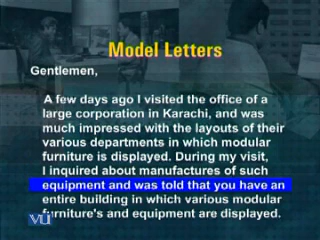 Model Letters
Gentlemen,
A few days ago I visited the office of a
large corporation in Karachi, and was
much impressed with the layouts of their
various departments in which modular
furniture is displayed. During my visit,
I inquired about manufactures of such
equipment and was told that you have an
entire building in which various modular
furniture's and equipment are displayed.
VU